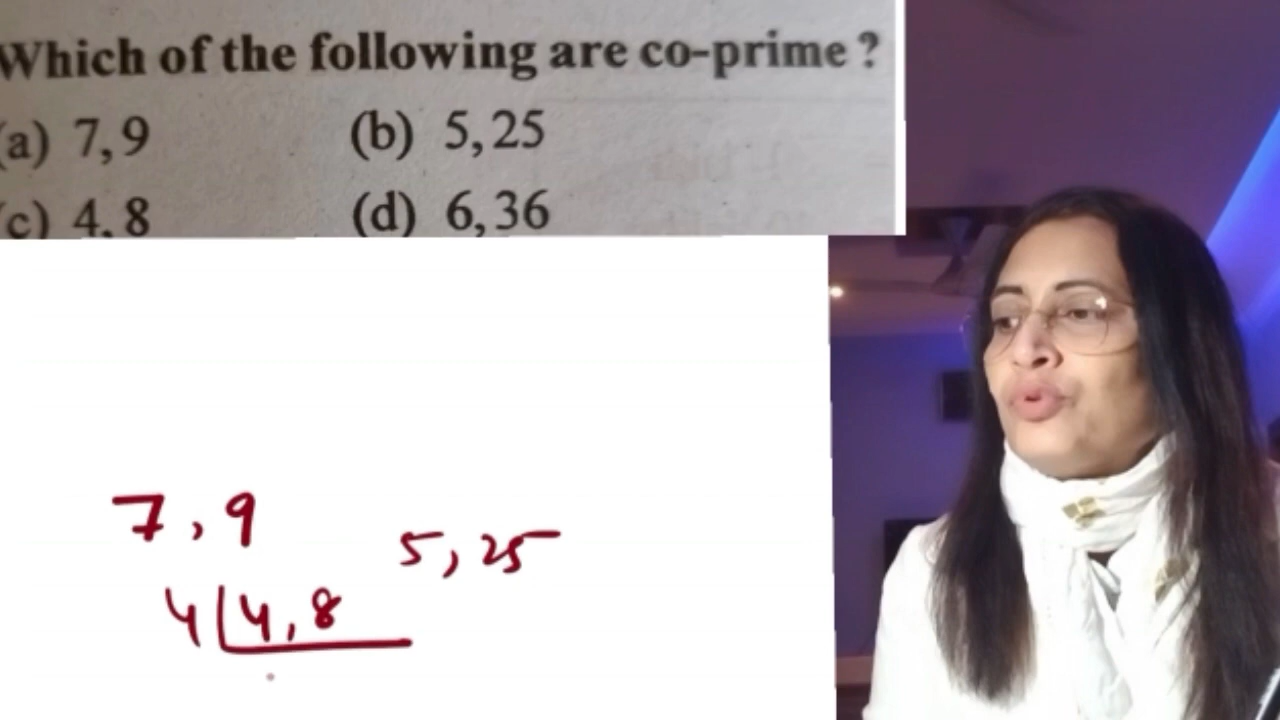 Which of the following are co-prime ?
(a) 7, 9 (b) 5, 25
(c) 4, 8 (d) 6, 36
7, 9
5, 25
4 4, 8